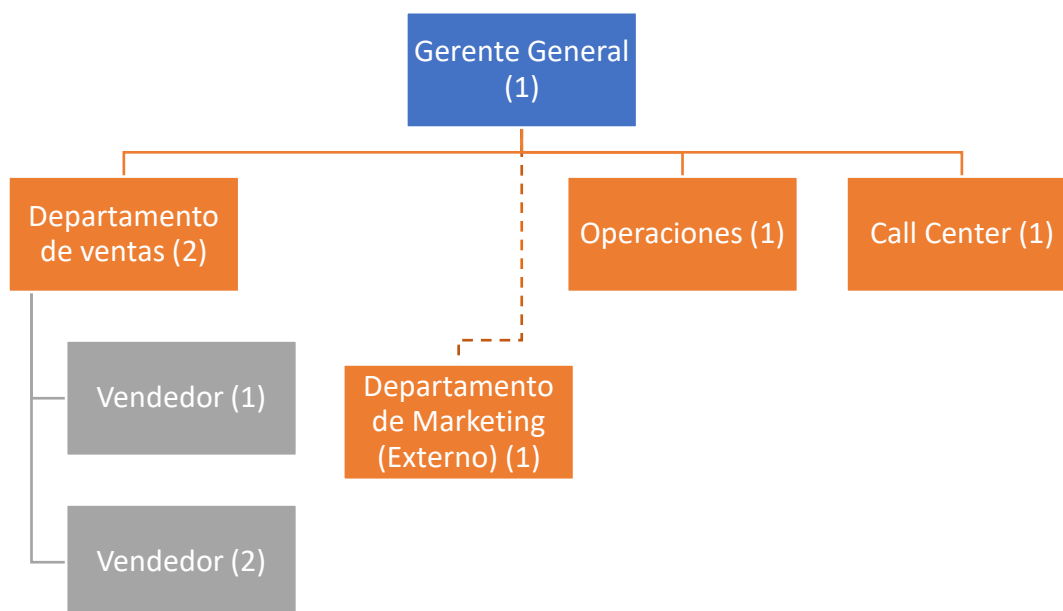 Gerente General
(1)
Departamento
de ventas (2)
Operaciones (1)
Call Center (1)
Vendedor (1)
Departamento
de Marketing
(Externo) (1)
Vendedor (2)